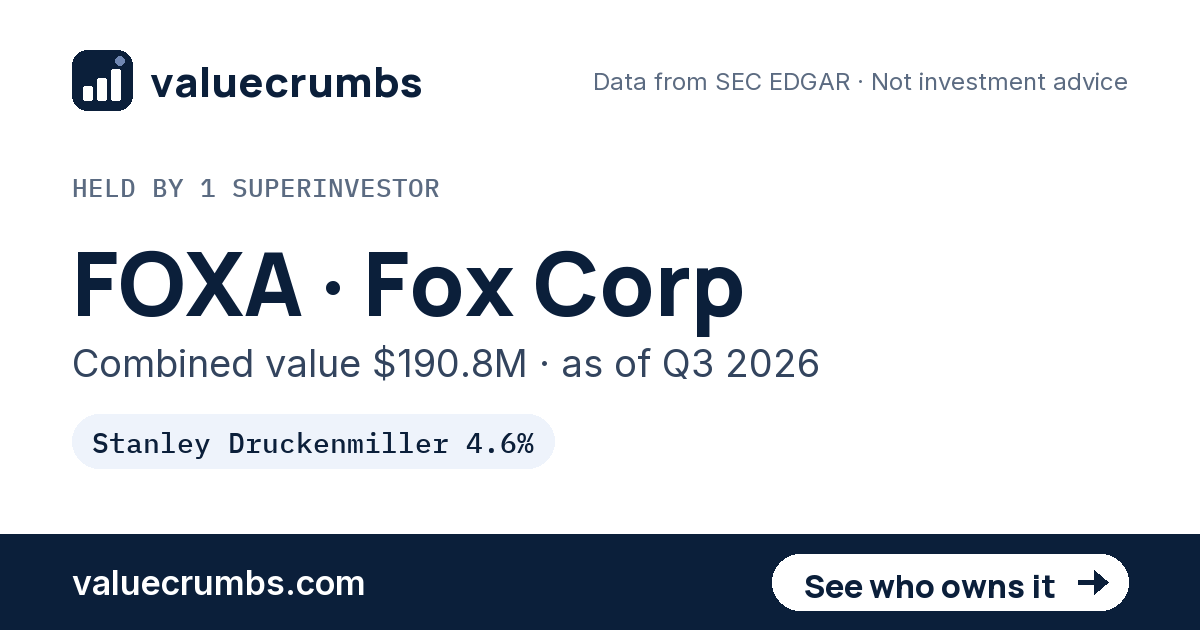 valuecrumbs
Data from SEC EDGAR · Not investment advice
HELD BY 1 SUPERINVESTOR
FOXA · Fox Corp
Combined value $190.8M · as of Q3 2026
Stanley Druckenmiller 4.6%
valuecrumbs.com
See who owns it →